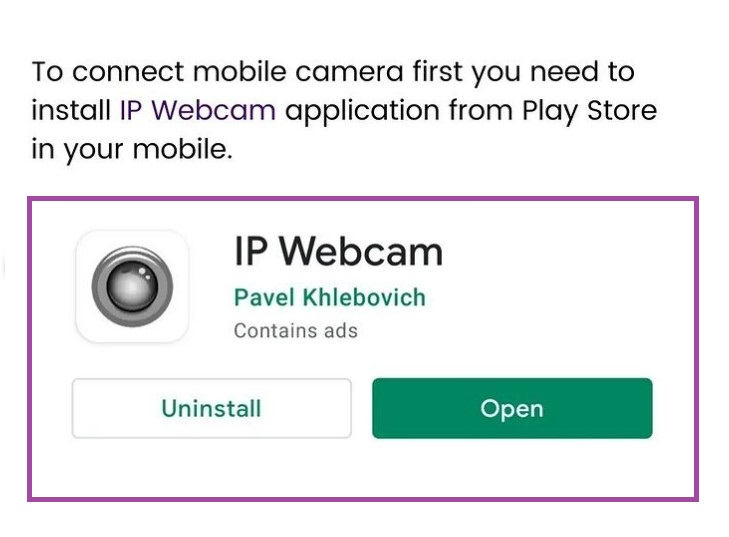 To connect mobile camera first you need to
install IP Webcam application from Play Store
in your mobile.
IP Webcam
Pavel Khlebovich
Contains ads
Uninstall
Open